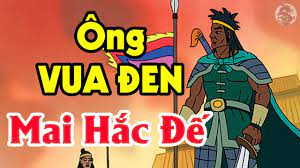 Ông
VUA ĐEN
Mai Hắc Đế